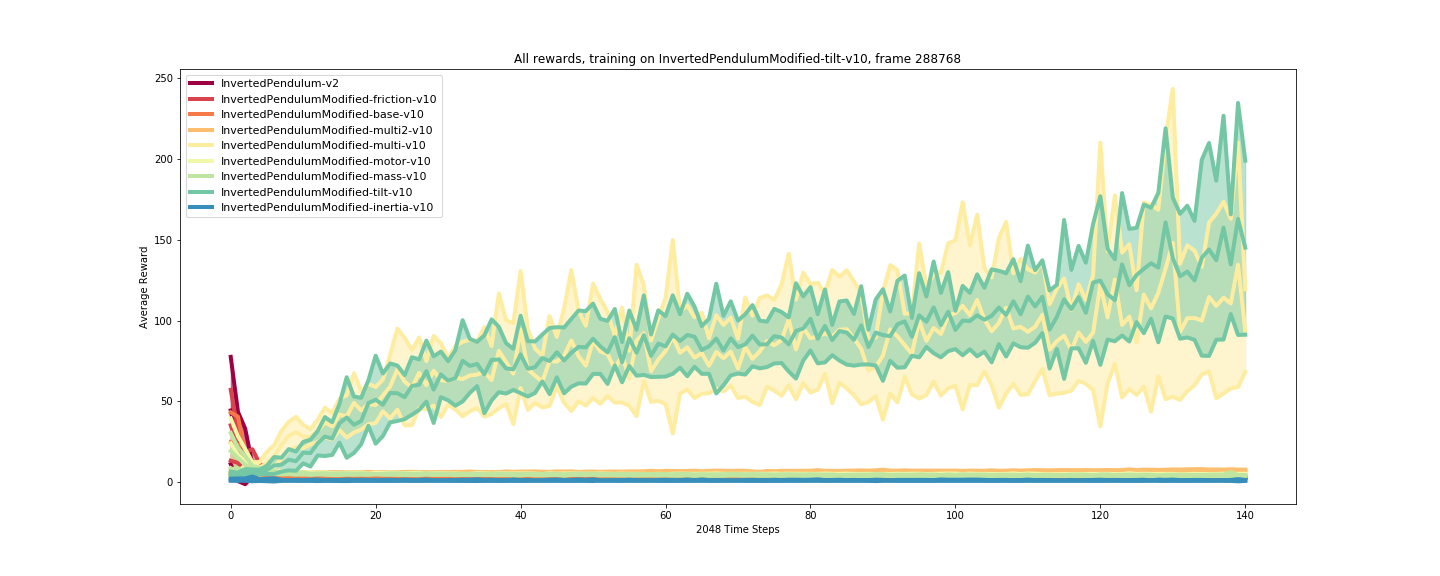 All rewards, training on InvertedPendulumModified-tilt-v10, frame 288768
250
200
150
100
50
0
Average Reward
InvertedPendulum-v2
InvertedPendulumModified-friction-v10
InvertedPendulumModified-base-v10
InvertedPendulumModified-multi2-v10
InvertedPendulumModified-multi-v10
InvertedPendulumModified-motor-v10
InvertedPendulumModified-mass-v10
InvertedPendulumModified-tilt-v10
InvertedPendulumModified-inertia-v10
0 20 40 60 80 100 120 140
2048 Time Steps